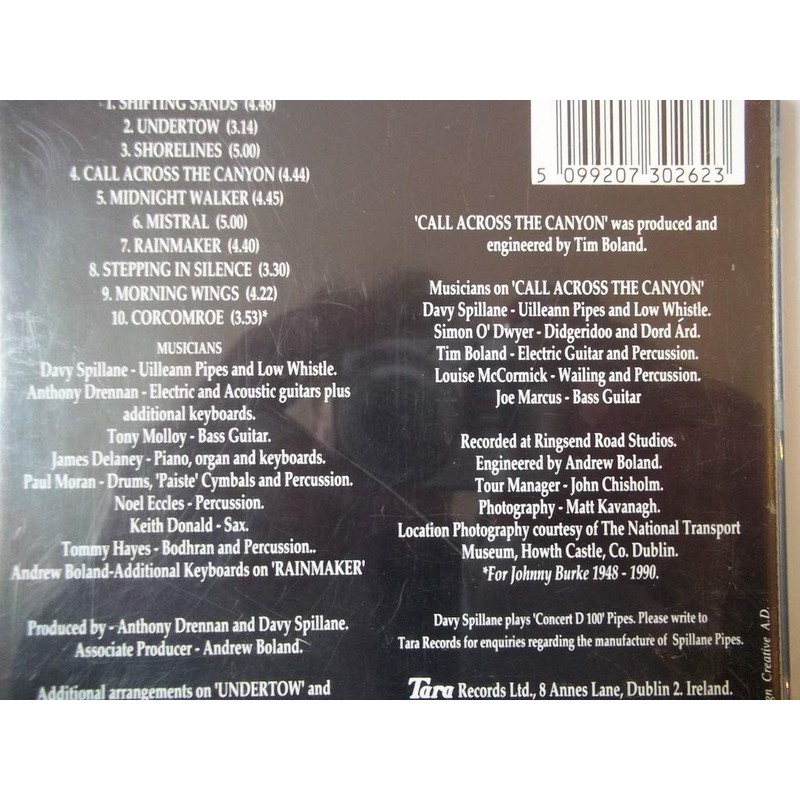 1. SHIFTING SANDS (4.48)
2. UNDERTOW (3.14)
3. SHORELINES (5.00)
4. CALL ACROSS THE CANYON (4.44)
5. MIDNIGHT WALKER (4.45)
6. MISTRAL (5.00)
7. RAINMAKER (4.40)
8. STEPPING IN SILENCE (3.30)
9. MORNING WINGS (4.22)
10. CORCOMROE (3.53)*
MUSICIANS
Davy Spillane - Uilleann Pipes and Low Whistle.
Anthony Drennan - Electric and Acoustic guitars plus
additional keyboards.
Tony Molloy - Bass Guitar.
James Delaney - Piano, organ and keyboards.
Paul Moran - Drums, 'Paiste' Cymbals and Percussion.
Noel Eccles - Percussion.
Keith Donald - Sax.
Tommy Hayes - Bodhran and Percussion..
Andrew Boland-Additional Keyboards on 'RAINMAKER'
Produced by - Anthony Drennan and Davy Spillane.
Associate Producer - Andrew Boland.
Additional arrangements on 'UNDERTOW' and
5 099207 302623
'CALL ACROSS THE CANYON' was produced and
engineered by Tim Boland.
Musicians on 'CALL ACROSS THE CANYON'
Davy Spillane - Uilleann Pipes and Low Whistle.
Simon O' Dwyer - Didgeridoo and Dord Árd.
Tim Boland - Electric Guitar and Percussion.
Louise McCormick - Wailing and Percussion.
Joe Marcus - Bass Guitar
Recorded at Ringsend Road Studios.
Engineered by Andrew Boland.
Tour Manager - John Chisholm.
Photography - Matt Kavanagh.
Location Photography courtesy of The National Transport
Museum, Howth Castle, Co. Dublin.
*For Johnny Burke 1948 - 1990.
Davy Spillane plays 'Concert D 100' Pipes. Please write to
Tara Records for enquiries regarding the manufacture of Spillane Pipes.
Tara Records Ltd., 8 Annes Lane, Dublin 2. Ireland.
Creative A.D.